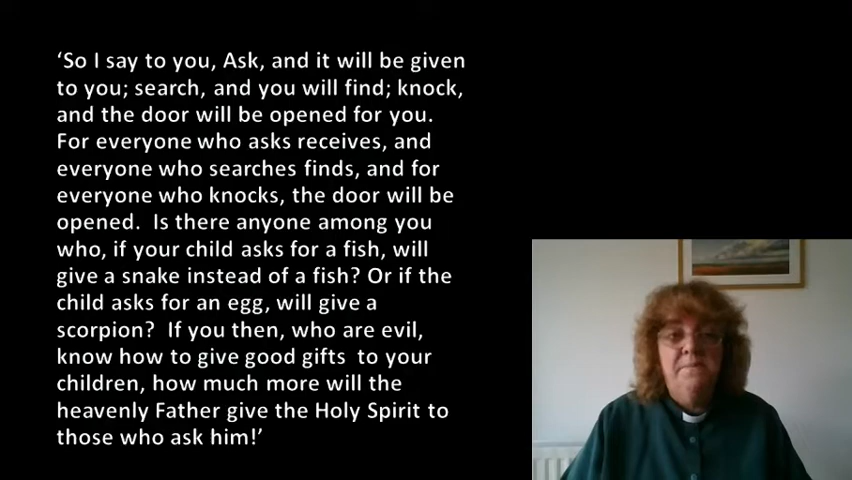 ‘So I say to you, Ask, and it will be given
to you; search, and you will find; knock,
and the door will be opened for you.
For everyone who asks receives, and
everyone who searches finds, and for
everyone who knocks, the door will be
opened.  Is there anyone among you
who, if your child asks for a fish, will
give a snake instead of a fish? Or if the
child asks for an egg, will give a
scorpion?  If you then, who are evil,
know how to give good gifts  to your
children, how much more will the
heavenly Father give the Holy Spirit to
those who ask him!’